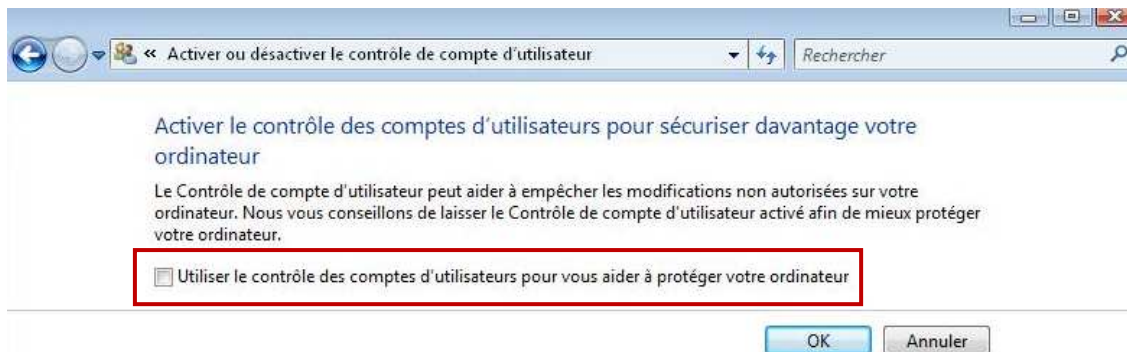 « Activer ou désactiver le contrôle de compte d'utilisateur
Rechercher
Activer le contrôle des comptes d'utilisateurs pour sécuriser davantage votre
ordinateur
Le Contrôle de compte d'utilisateur peut aider à empêcher les modifications non autorisées sur votre
ordinateur. Nous vous conseillons de laisser le Contrôle de compte d'utilisateur activé afin de mieux protéger
votre ordinateur.
Utiliser le contrôle des comptes d'utilisateurs pour vous aider à protéger votre ordinateur
OK
Annuler